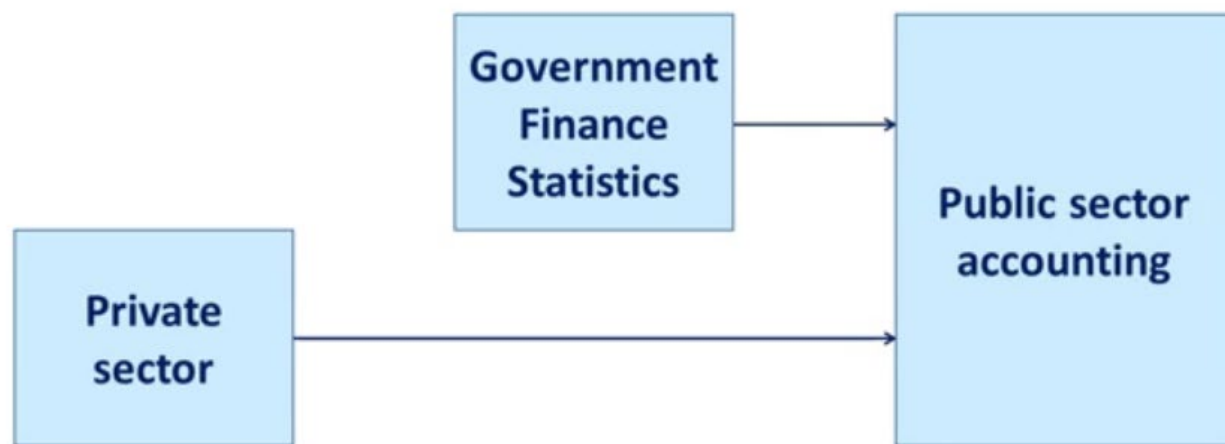 Government
Finance
Statistics
Public sector
accounting
Private
sector